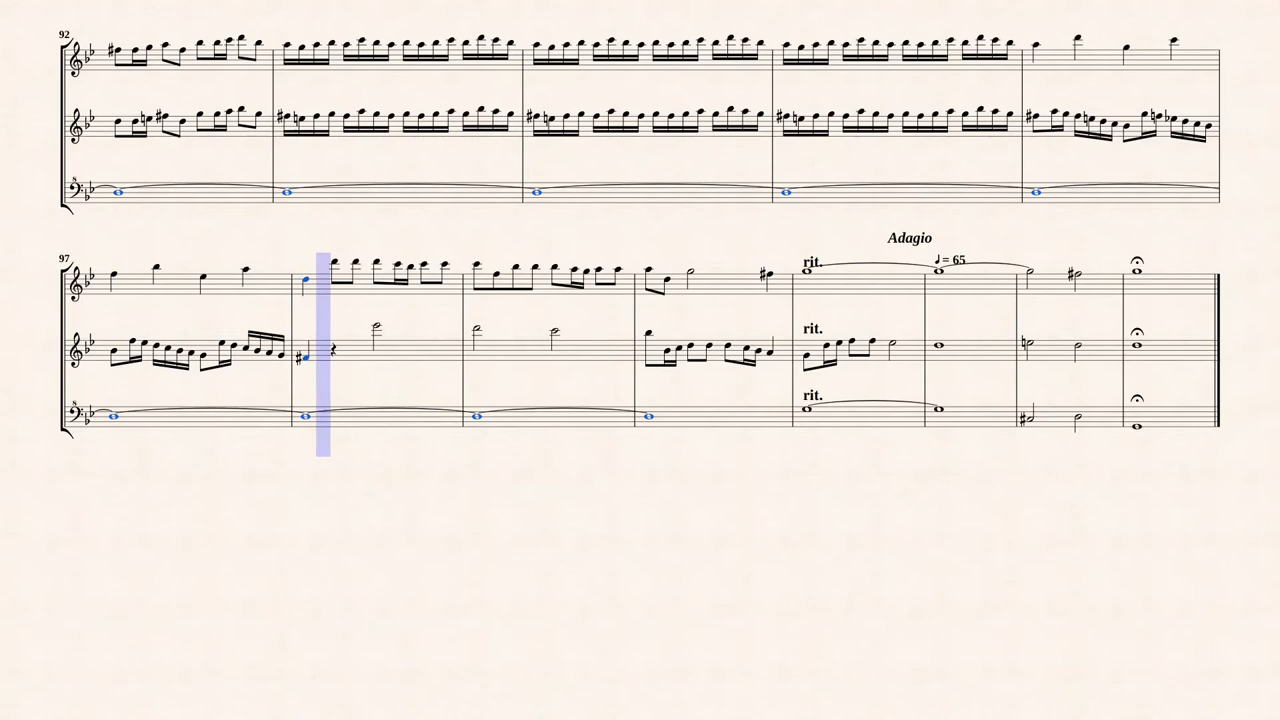 92
97
Adagio
rit.
♩ = 65
rit.
rit.